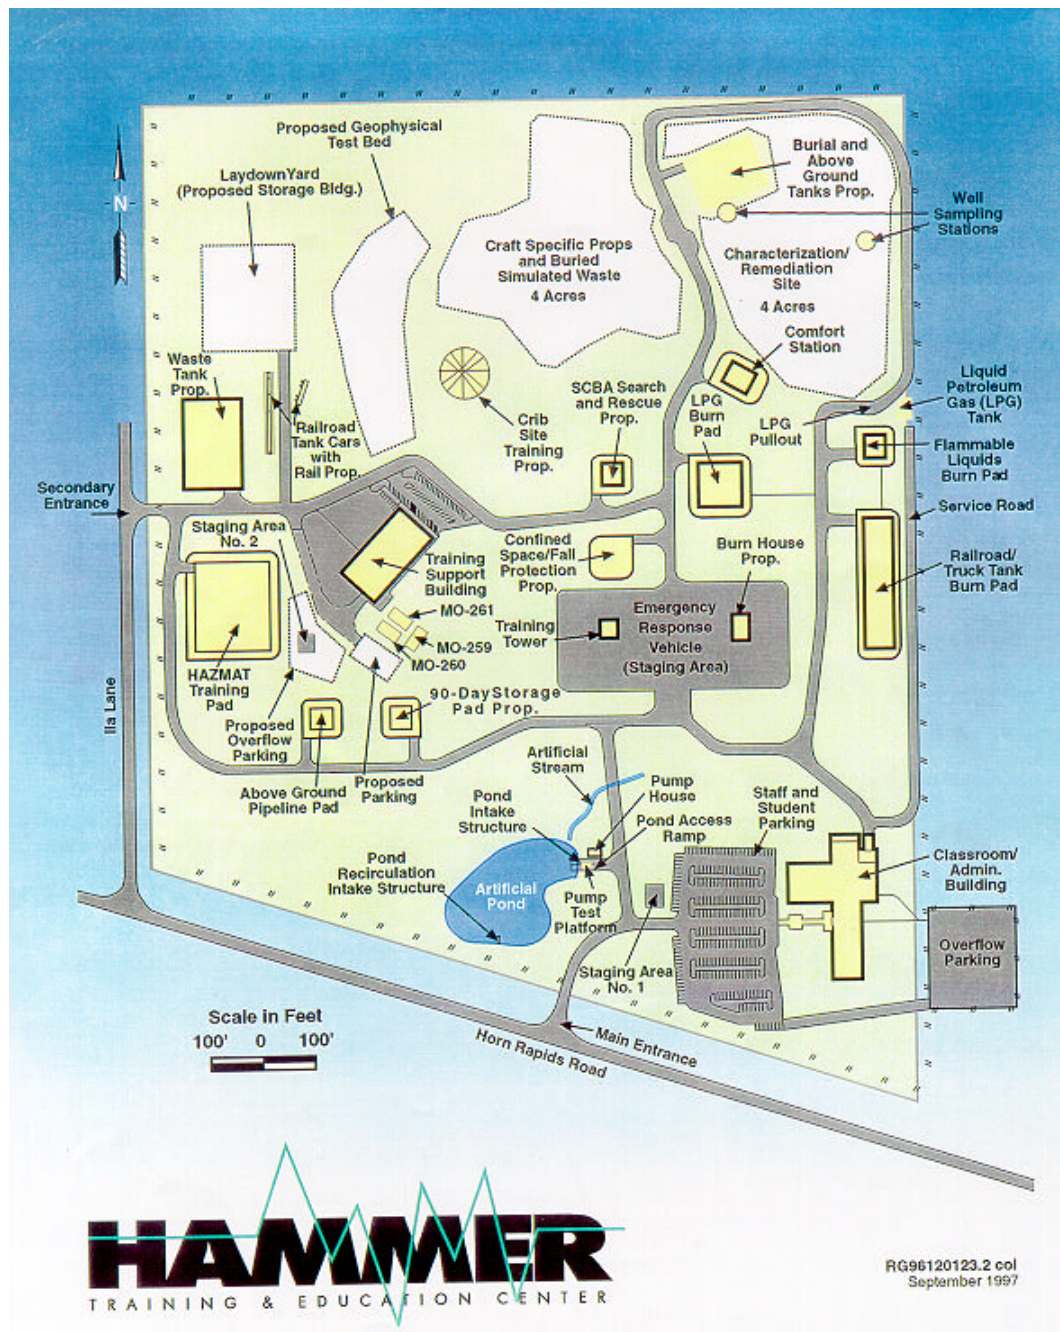 Proposed Geophysical
Test Bed
Laydown Yard
(Proposed Storage Bldg.)
N
Burial and
Above
Ground
Tanks Prop.
Well
Sampling
Stations
Craft Specific Props
and Buried
Simulated Waste
4 Acres
Characterization/
Remediation
Site
4 Acres
Comfort
Station
Waste
Tank
Prop.
Railroad
Tank Cars
with
Rail Prop.
Crib
Site
Training
Prop.
SCBA Search
and Rescue
Prop.
LPG
Burn
Pad
LPG
Pullout
Liquid
Petroleum
Gas (LPG)
Tank
Flammable
Liquids
Burn Pad
Secondary
Entrance
Service Road
Staging Area
No. 2
Training
Support
Building
Confined
Space/Fall
Protection
Prop.
Burn House
Prop.
Railroad/
Truck Tank
Burn Pad
MO-261
MO-259
MO-260
Training
Tower
Emergency
Response
Vehicle
(Staging Area)
HAZMAT
Training
Pad
90-Day Storage
Pad Prop.
Ila Lane
Proposed
Overflow
Parking
Above Ground
Pipeline Pad
Proposed
Parking
Artificial
Stream
Pump
House
Pond
Intake
Structure
Pond Access
Ramp
Staff and
Student
Parking
Pond
Recirculation
Intake Structure
Artificial
Pond
Pump
Test
Platform
Classroom/
Admin.
Building
Overflow
Parking
Staging Area
No. 1
Scale in Feet
100' 0 100'
Main Entrance
Horn Rapids Road
HAMMER
TRAINING & EDUCATION CENTER
RG96120123.2 col
September 1997